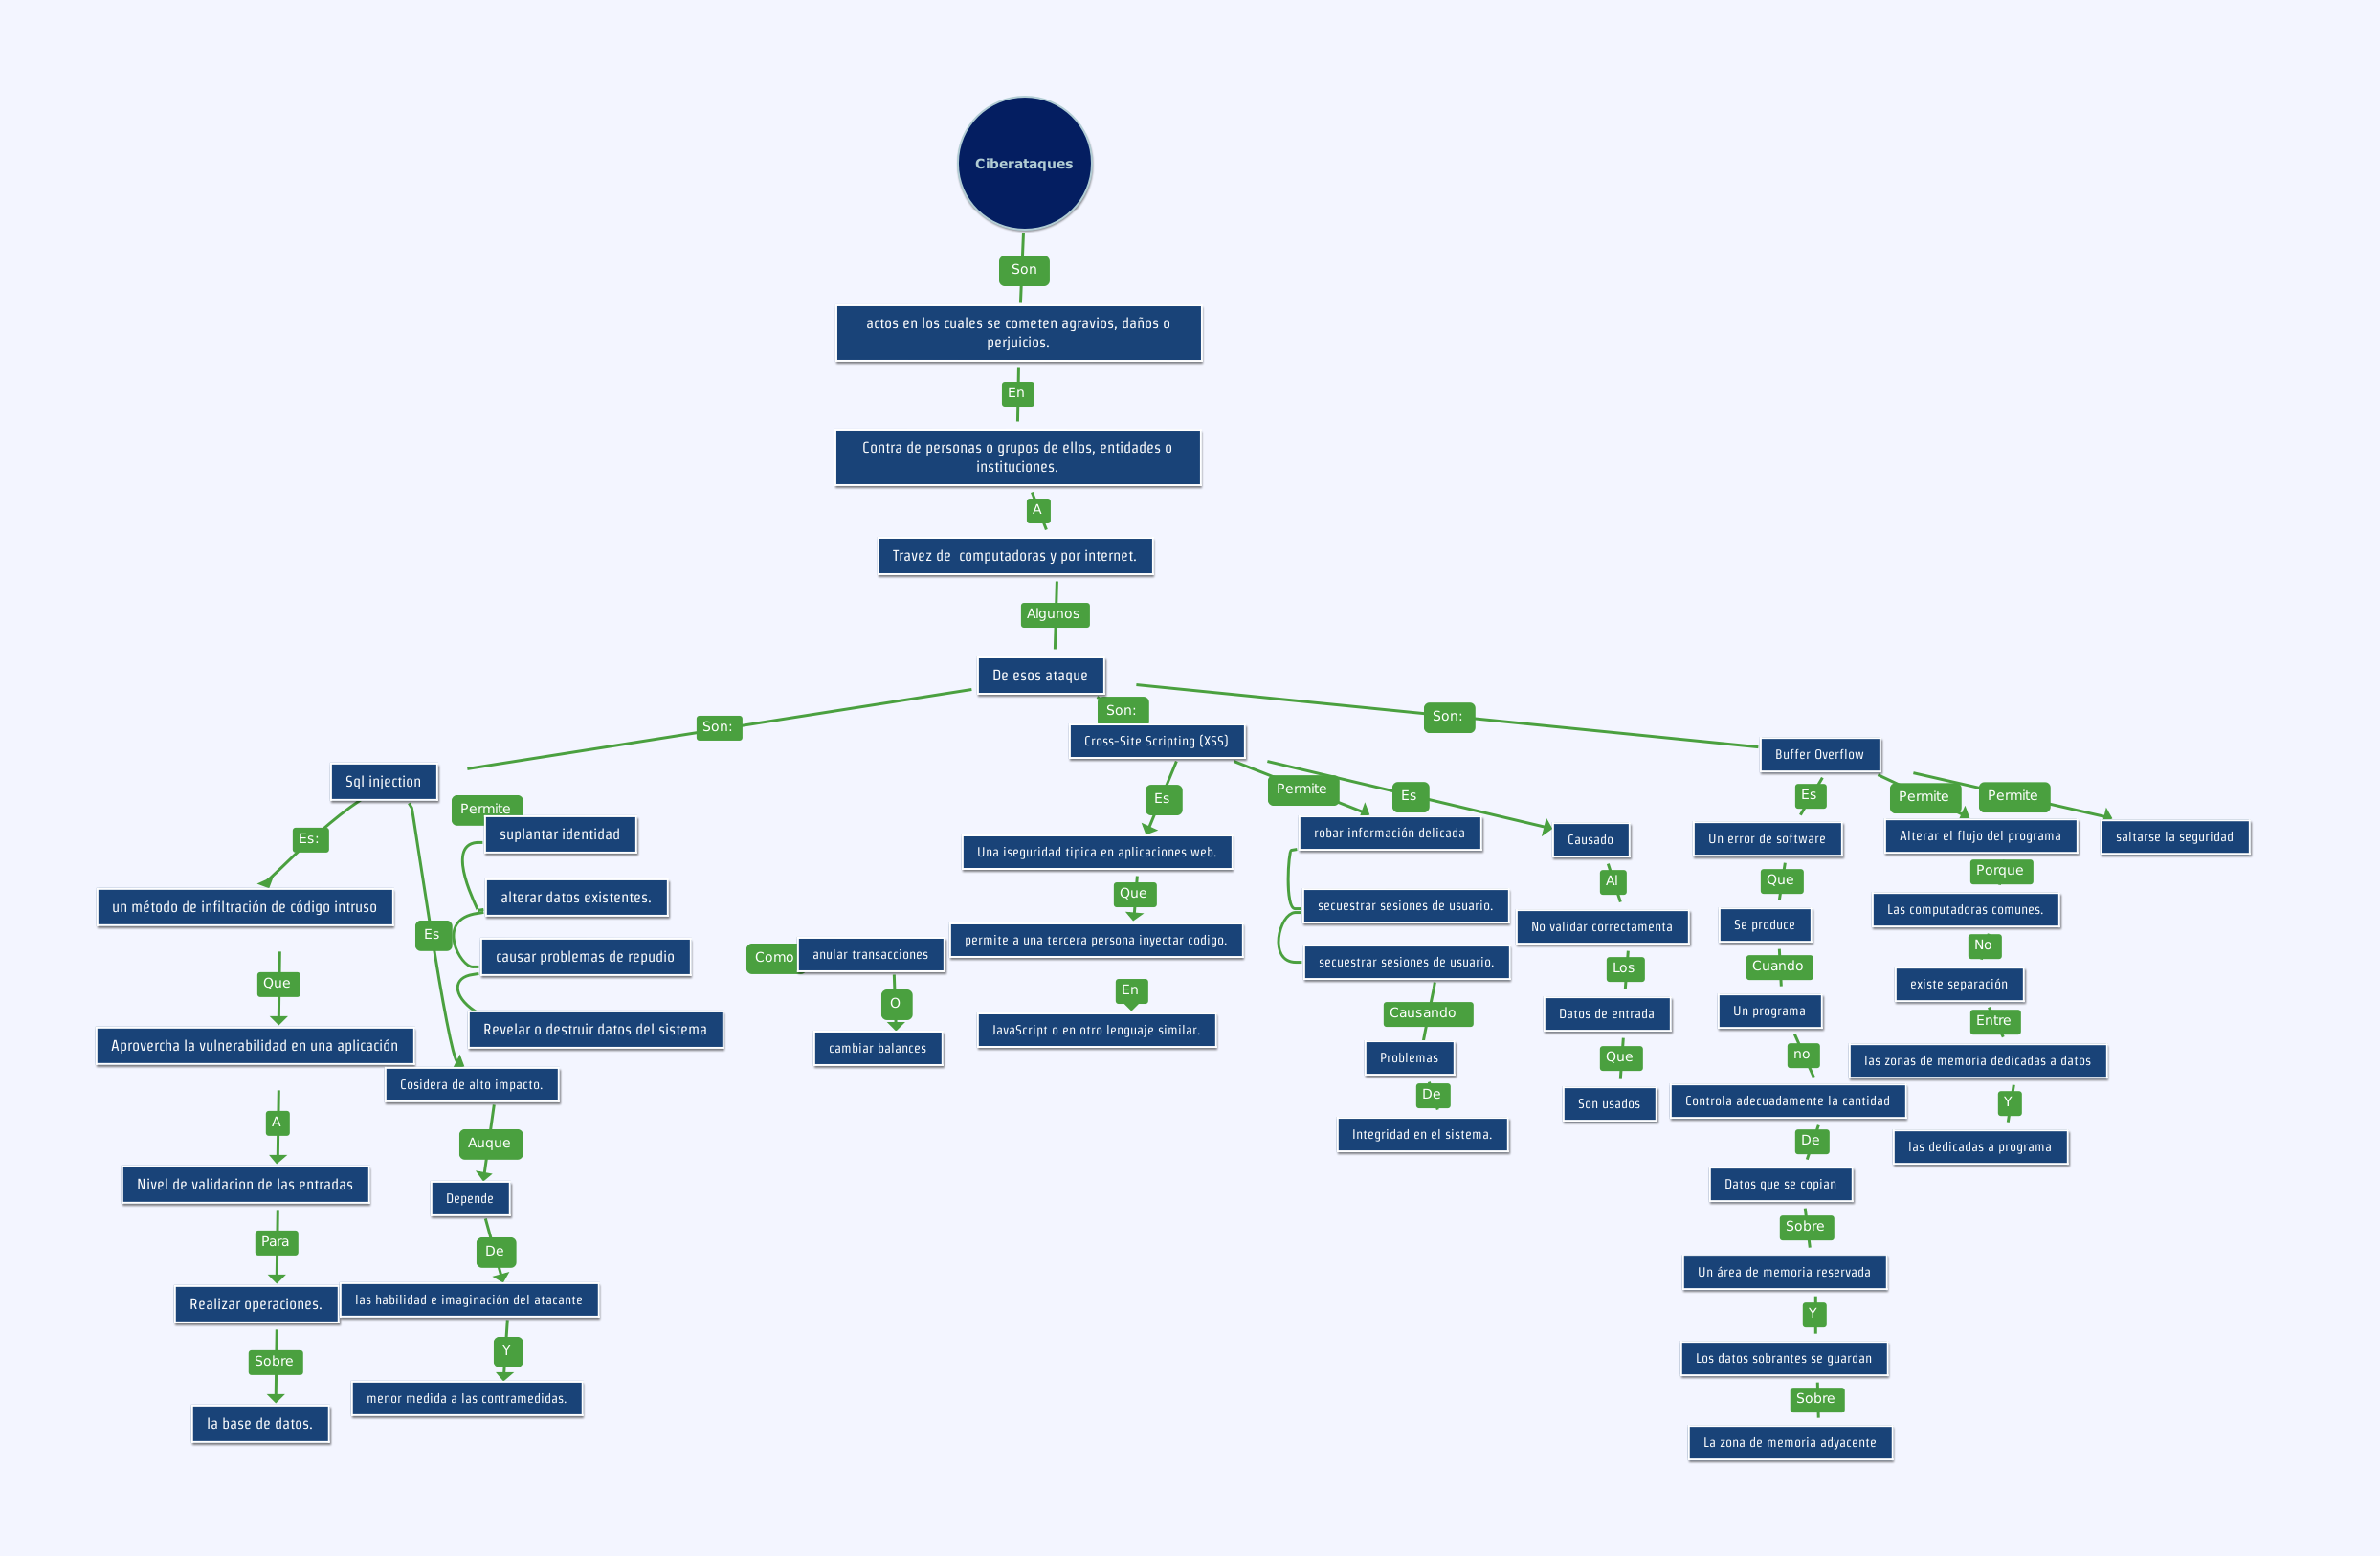 Ciberataques
Son
actos en los cuales se cometen agravios, daños o
perjuicios.
En
Contra de personas o grupos de ellos, entidades o
instituciones.
A
Travez de computadoras y por internet.
Algunos
De esos ataque
Son:
Sql injection
Es:
un método de infiltración de código intruso
Que
Aprovercha la vulnerabilidad en una aplicación
A
Nivel de validacion de las entradas
Para
Realizar operaciones.
Sobre
la base de datos.
Es
Cosidera de alto impacto.
Auque
Depende
De
las habilidad e imaginación del atacante
Y
menor medida a las contramedidas.
Permite
suplantar identidad
alterar datos existentes.
causar problemas de repudio
Revelar o destruir datos del sistema
Como
anular transacciones
O
cambiar balances
Son:
Cross-Site Scripting (XSS)
Es
Una iseguridad tipica en aplicaciones web.
Que
permite a una tercera persona inyectar codigo.
En
JavaScript o en otro lenguaje similar.
Permite
robar información delicada
secuestrar sesiones de usuario.
secuestrar sesiones de usuario.
Causando
Problemas
De
Integridad en el sistema.
Es
Causado
Al
No validar correctamenta
Los
Datos de entrada
Que
Son usados
Son:
Buffer Overflow
Es
Un error de software
Que
Se produce
Cuando
Un programa
no
Controla adecuadamente la cantidad
De
Datos que se copian
Sobre
Un área de memoria reservada
Y
Los datos sobrantes se guardan
Sobre
La zona de memoria adyacente
Permite
Alterar el flujo del programa
Porque
Las computadoras comunes.
No
existe separación
Entre
las zonas de memoria dedicadas a datos
Y
las dedicadas a programa
Permite
saltarse la seguridad